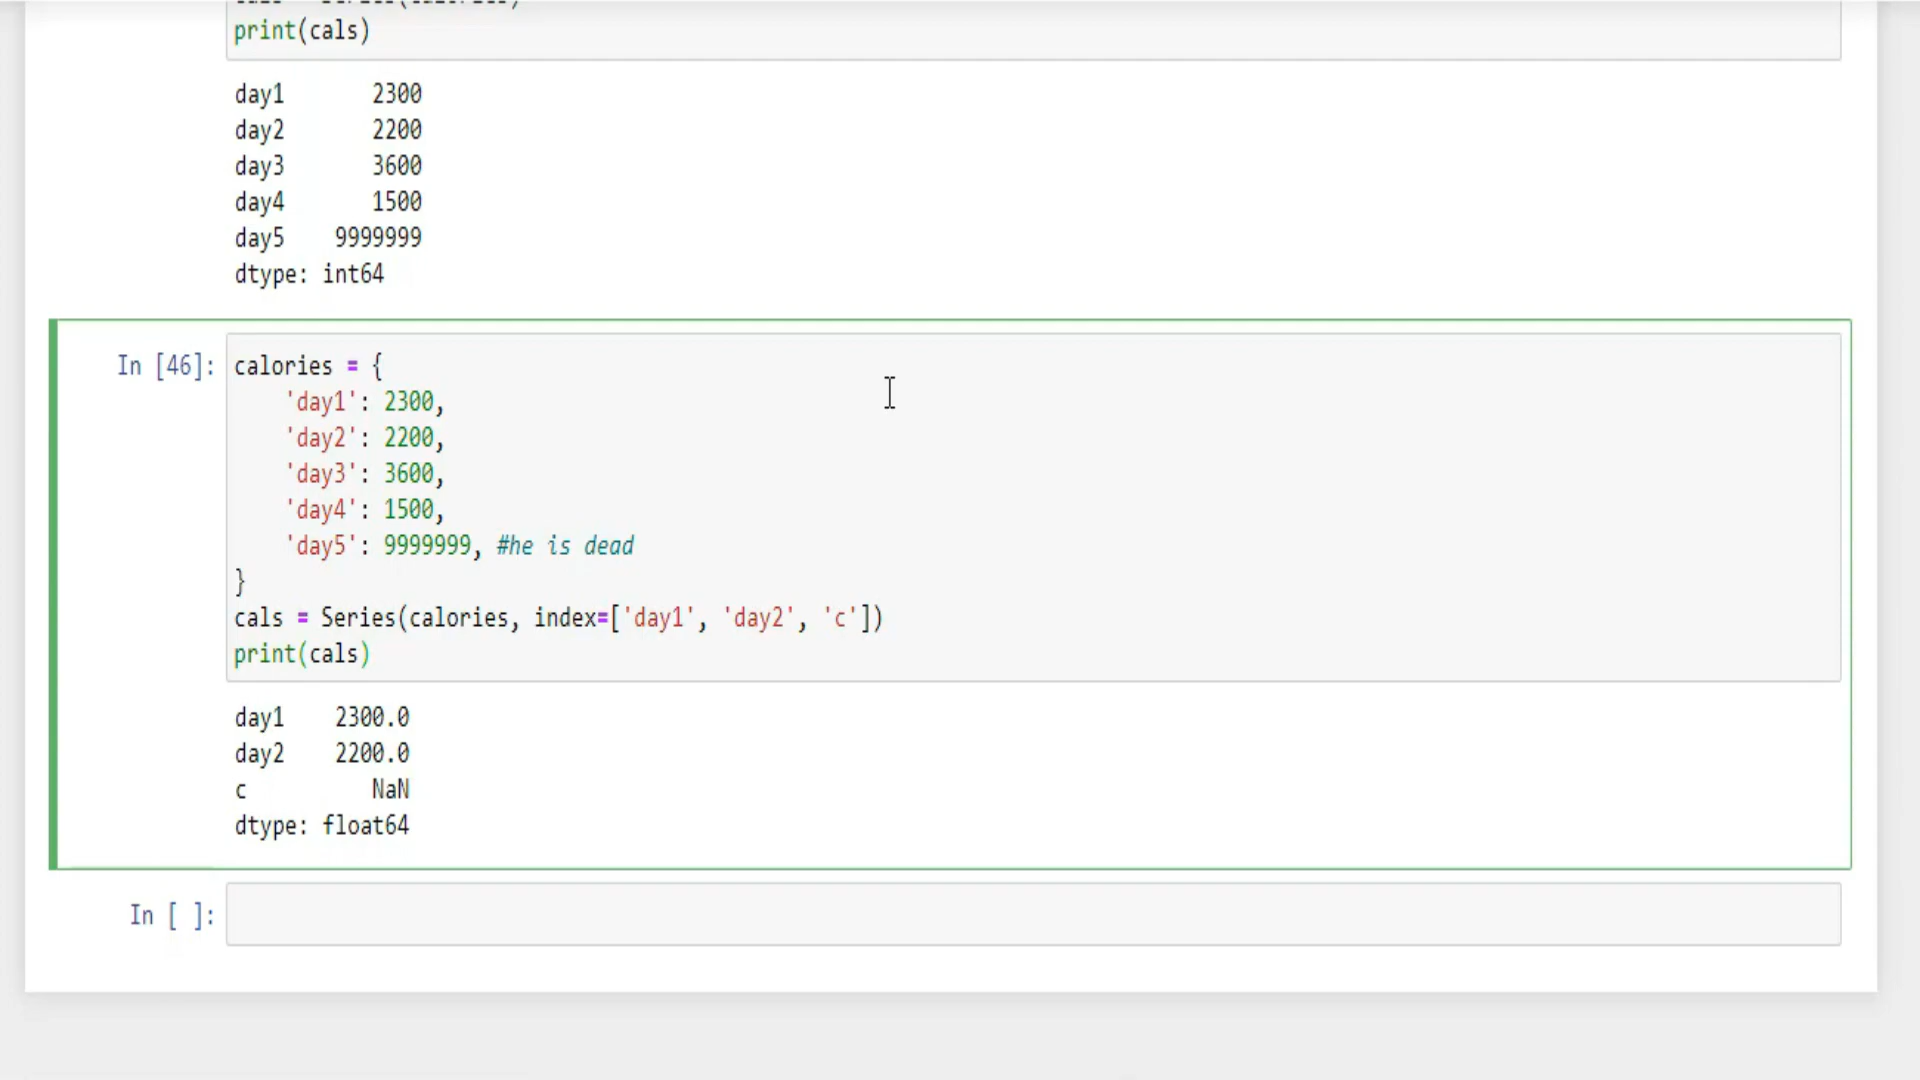 print(cals)
day1 2300
day2 2200
day3 3600
day4 1500
day5 9999999
dtype: int64
In [46]:
calories = {
'day1': 2300,
'day2': 2200,
'day3': 3600,
'day4': 1500,
'day5': 9999999, #he is dead
}
cals = Series(calories, index=['day1', 'day2', 'c'])
print(cals)
day1 2300.0
day2 2200.0
c NaN
dtype: float64
In [ ]: